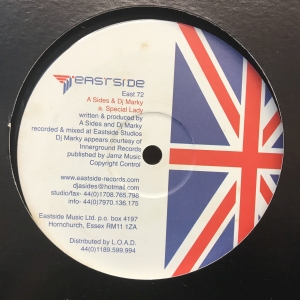 EASTSIDE
East 72
A Sides & Dj Marky
a. Special Lady
written & produced by
A Sides and Dj Marky
recorded & mixed at Eastside Studios
Dj Marky appears courtesy of
Innerground Records
published by Jamz Music
Copyright Control
www.eastside-records.com
djasides@hotmail.com
studio/fax- 44(0)1708.765.796
info- 44(0)7970.136.175
Eastside Music Ltd. p.o. box 4197
Hornchurch, Essex RM11 1ZA
Distributed by L.O.A.D.
44(0)1189.599.994